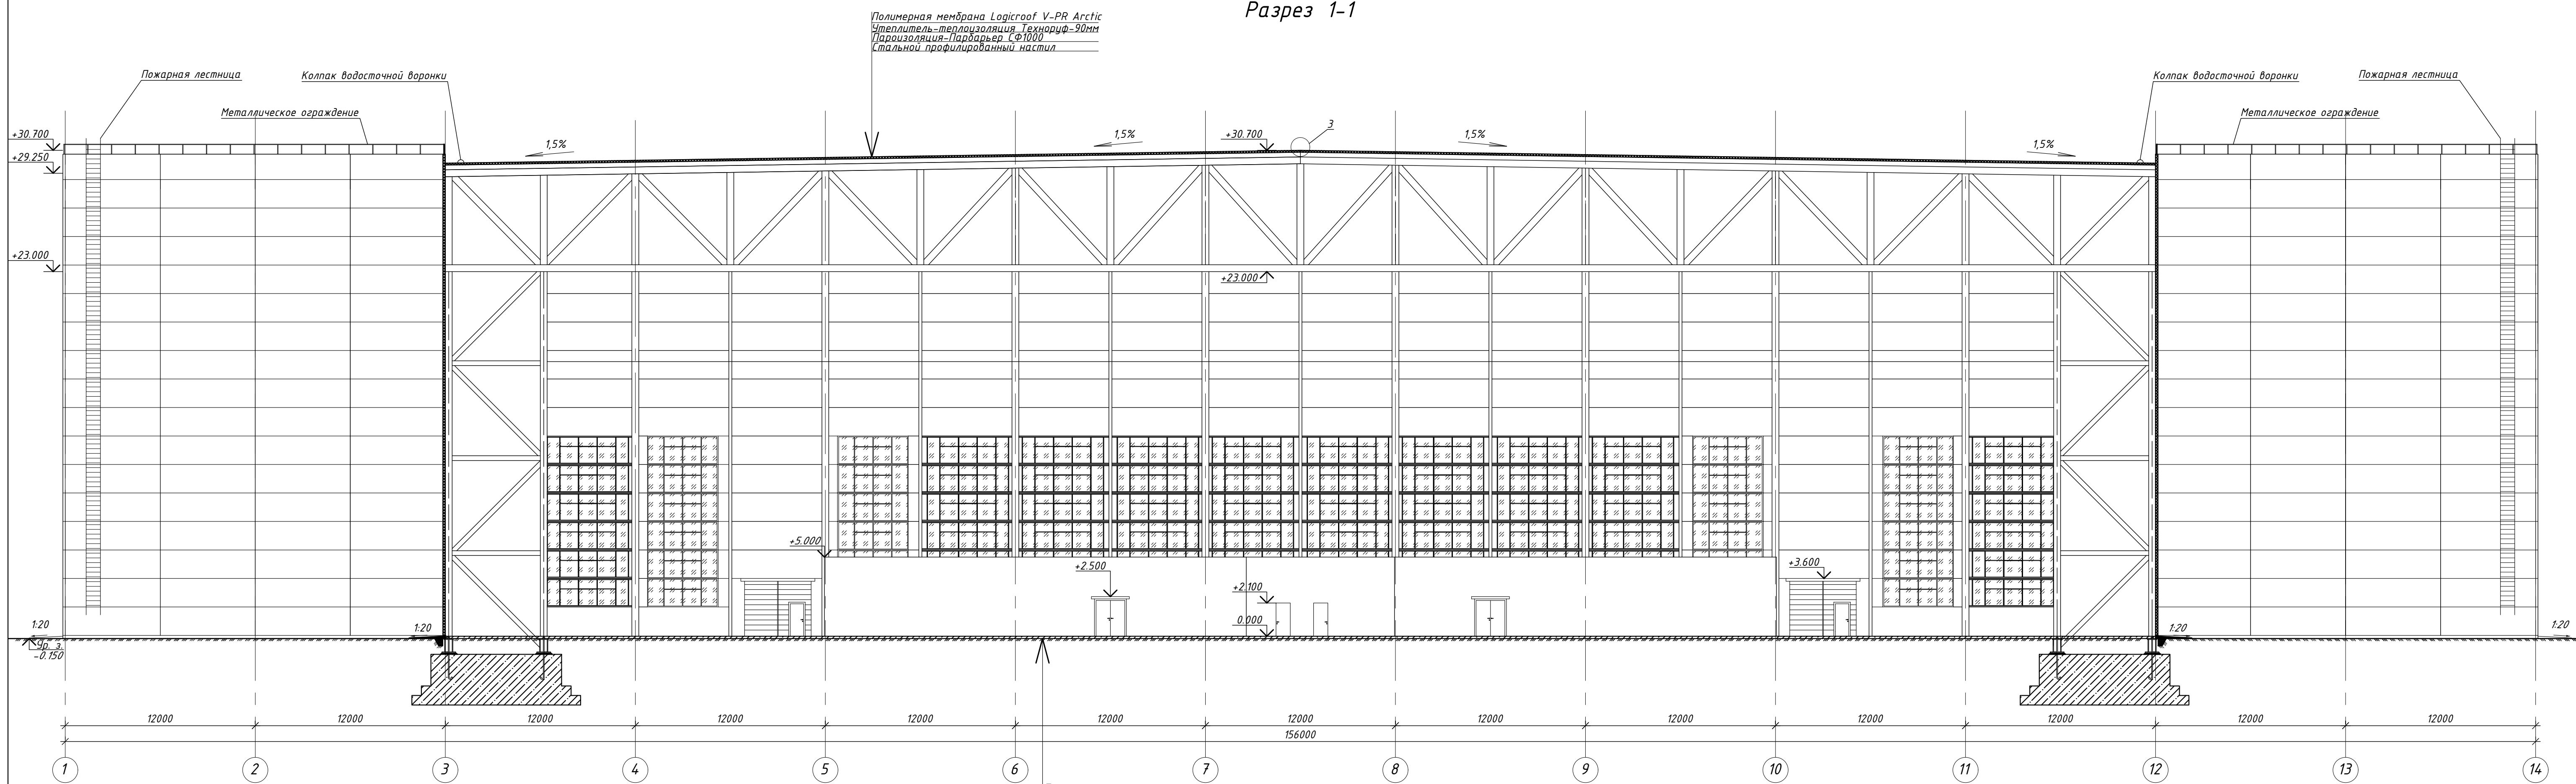 Разрез 1-1
Полимерная мембрана Logicroof V-PR Arctic
Утеплитель-теплоизоляция Техноруф-90мм
Пароизоляция-Парбарьер СФ1000
Стальной профилированный настил
Пожарная лестница
Колпак водосточной воронки
Колпак водосточной воронки
Пожарная лестница
Металлическое ограждение
Металлическое ограждение
+30.700
+29.250
1,5%
1,5%
+30.700
3
1,5%
1,5%
+23.000
+23.000
+5.000
+2.500
+3.600
+2.100
0.000
1:20
1:20
1:20
1:20
Ур. з.
-0.150
12000 12000 12000 12000 12000 12000 12000 12000 12000 12000 12000 12000 12000
156000
1 2 3 4 5 6 7 8 9 10 11 12 13 14